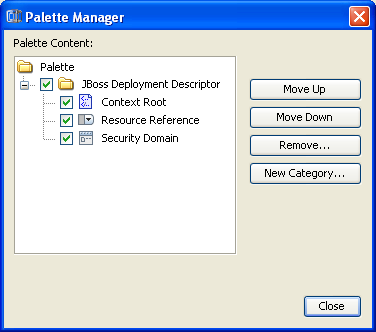 Palette Manager
Palette Content:
Palette
JBoss Deployment Descriptor
Context Root
Resource Reference
Security Domain
Move Up
Move Down
Remove...
New Category...
Close